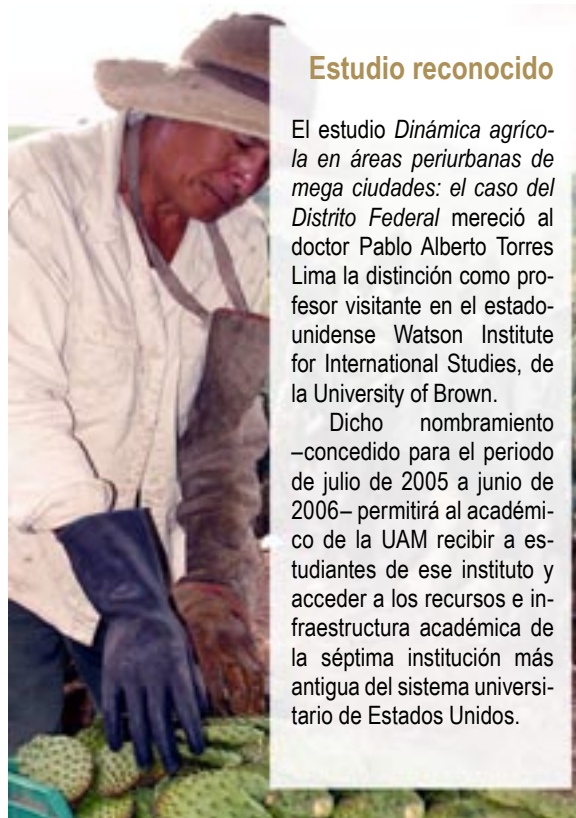 Estudio reconocido
El estudio Dinámica agríco-
la en áreas periurbanas de
mega ciudades: el caso del
Distrito Federal mereció al
doctor Pablo Alberto Torres
Lima la distinción como pro-
fesor visitante en el estado-
unidense Watson Institute
for International Studies, de
la University of Brown.
Dicho nombramiento
–concedido para el periodo
de julio de 2005 a junio de
2006– permitirá al académi-
co de la UAM recibir a es-
tudiantes de ese instituto y
acceder a los recursos e in-
fraestructura académica de
la séptima institución más
antigua del sistema universi-
tario de Estados Unidos.